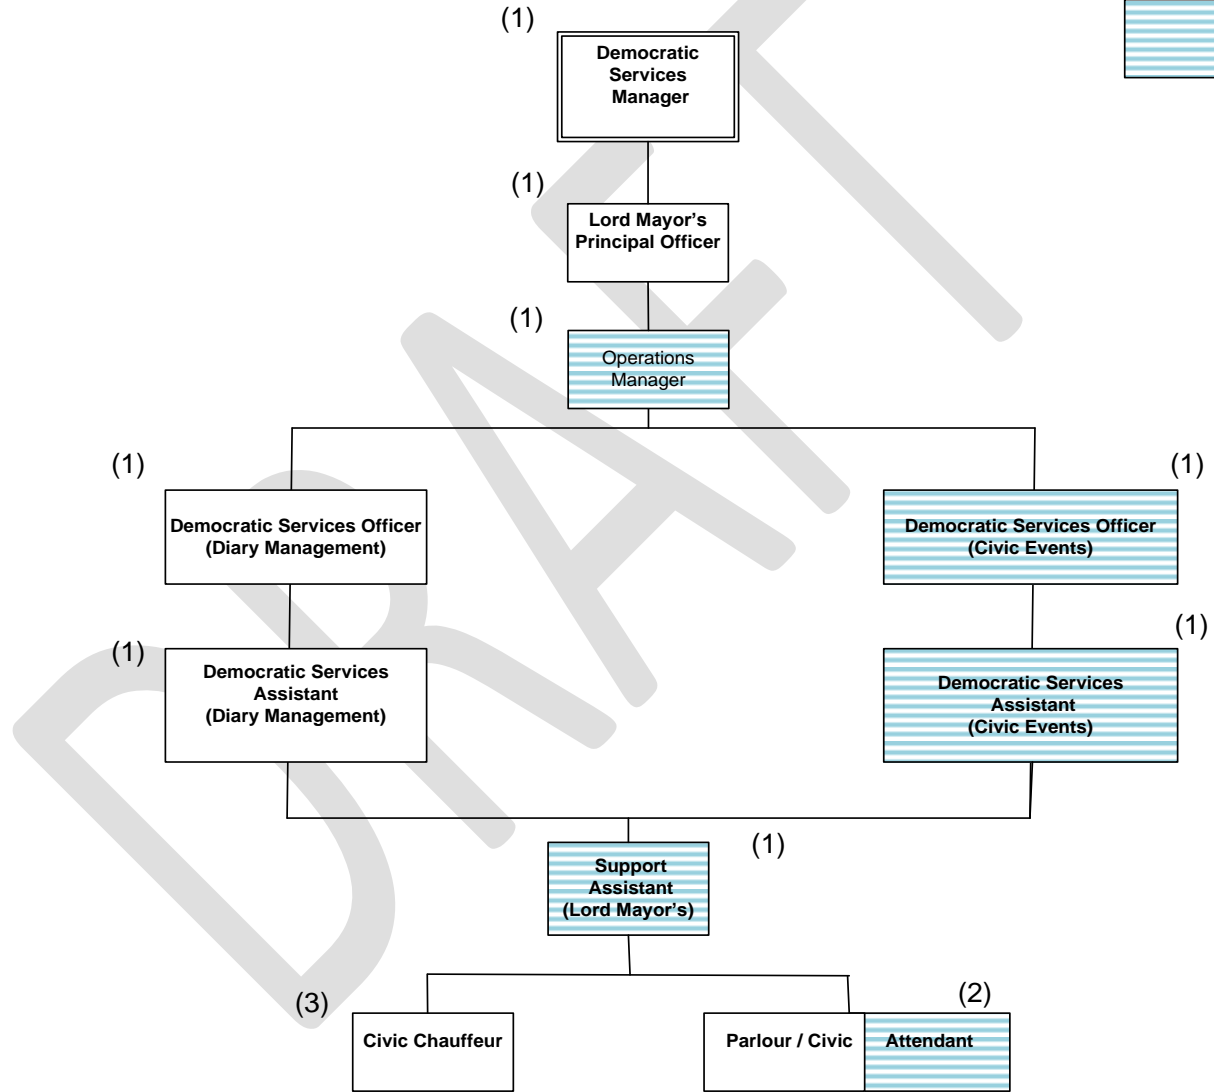 (1)
Democratic
Services
Manager
(1)
Lord Mayor's
Principal Officer
(1)
Operations
Manager
(1)
Democratic Services Officer
(Diary Management)
(1)
Democratic Services Officer
(Civic Events)
(1)
Democratic Services
Assistant
(Diary Management)
(1)
Democratic Services
Assistant
(Civic Events)
(1)
Support
Assistant
(Lord Mayor's)
(3)
Civic Chauffeur
(2)
Parlour / Civic Attendant
DRAFT